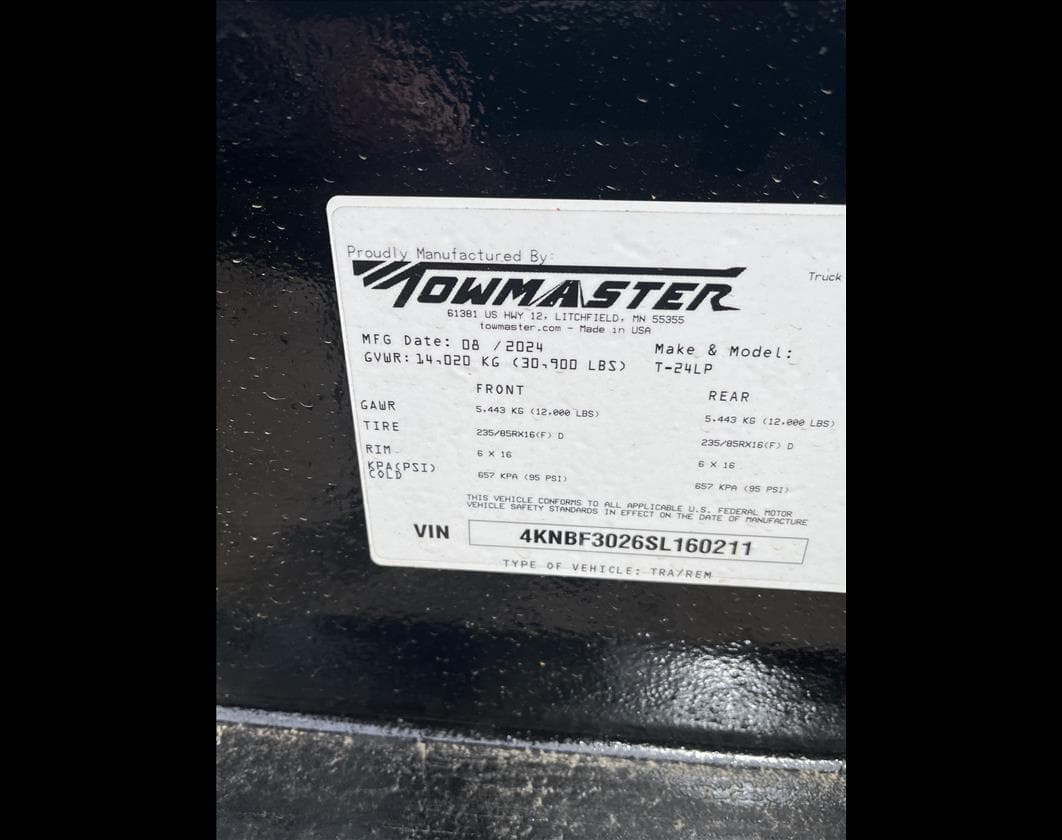 Proudly Manufactured By:
TOWMASTER
Truck
61381 US HWY 12, LITCHFIELD, MN 55355
towmaster.com - Made in USA
MFG Date: 08 /2024
Make & Model:
GVWR: 14,020 KG (30,900 LBS)
T-24LP
FRONT
REAR
GAWR
5,443 KG (12,000 LBS)
5,443 KG (12,000 LBS)
TIRE
235/85RX16(F) D
235/85RX16(F) D
RIM
6 X 16
6 X 16
KPA(PSI)
COLD
657 KPA (95 PSI)
657 KPA (95 PSI)
THIS VEHICLE CONFORMS TO ALL APPLICABLE U.S. FEDERAL MOTOR
VEHICLE SAFETY STANDARDS IN EFFECT ON THE DATE OF MANUFACTURE
VIN
4KNBF3026SL160211
TYPE OF VEHICLE: TRA/REM